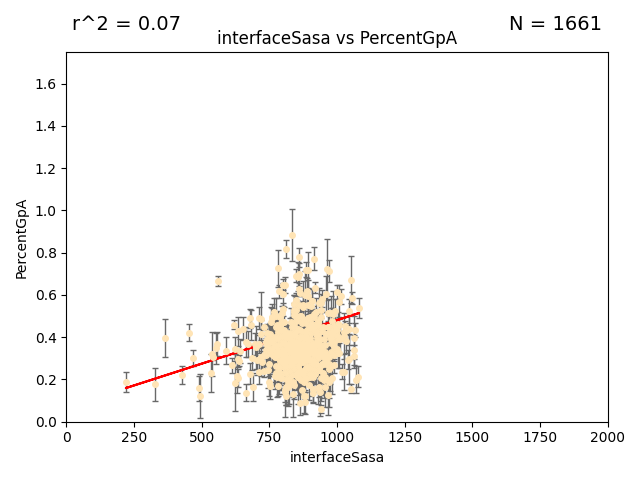 r^2 = 0.07
N = 1661
interfaceSasa vs PercentGpA
PercentGpA
1.6
1.4
1.2
1.0
0.8
0.6
0.4
0.2
0.0
0 250 500 750 1000 1250 1500 1750 2000
interfaceSasa